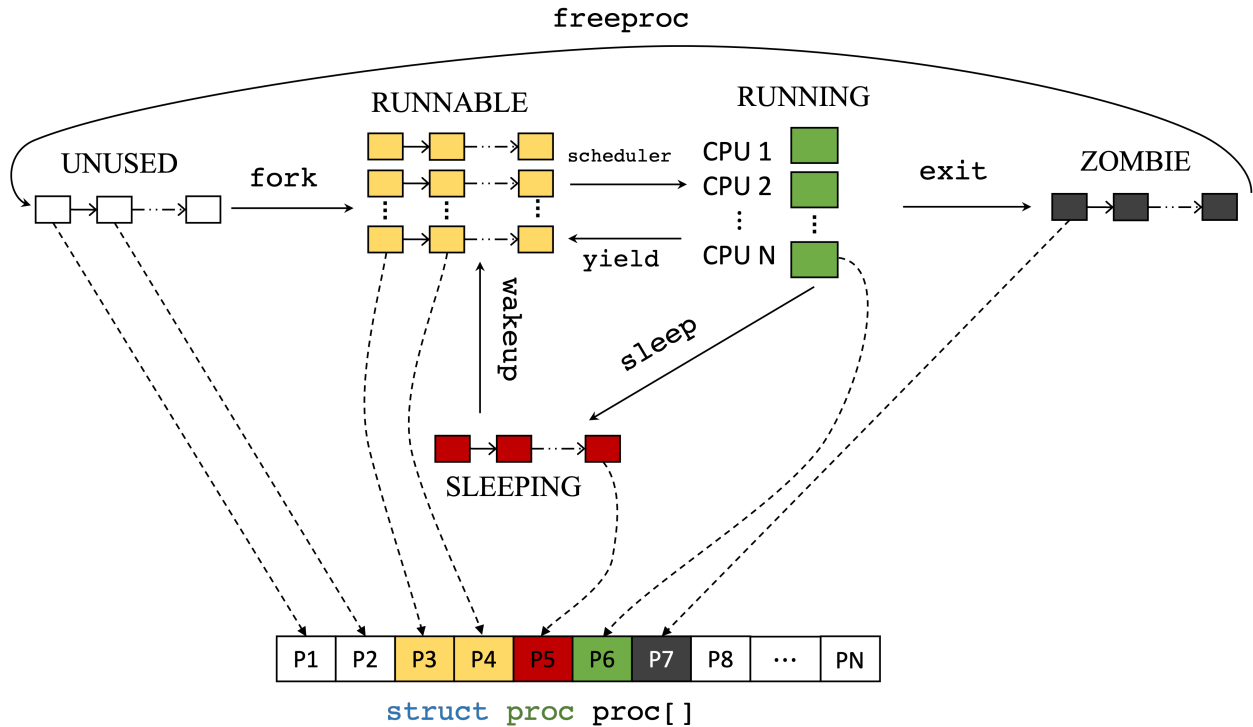 freeproc
RUNNABLE
RUNNING
UNUSED
fork
scheduler
CPU 1
CPU 2
CPU N
yield
exit
ZOMBIE
wakeup
sleep
SLEEPING
P1 P2 P3 P4 P5 P6 P7 P8 ... PN
struct proc proc[]